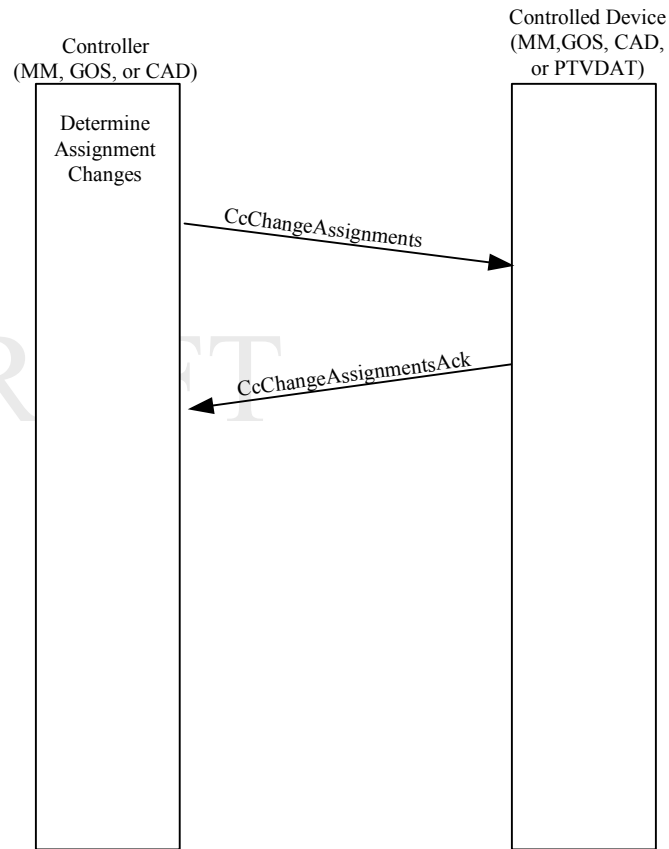 Controlled Device
(MM,GOS, CAD,
or PTVDAT)
Controller
(MM, GOS, or CAD)
Determine
Assignment
Changes
CcChangeAssignments
CcChangeAssignmentsAck